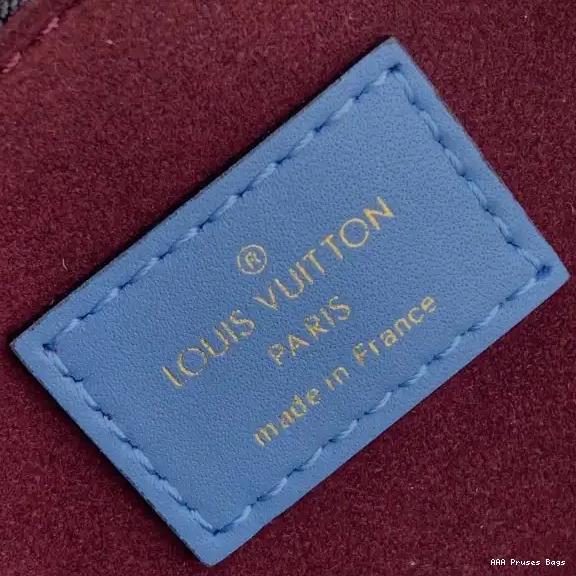 ®
LOUIS VUITTON
PARIS
made in France
AAA Pruses Bags